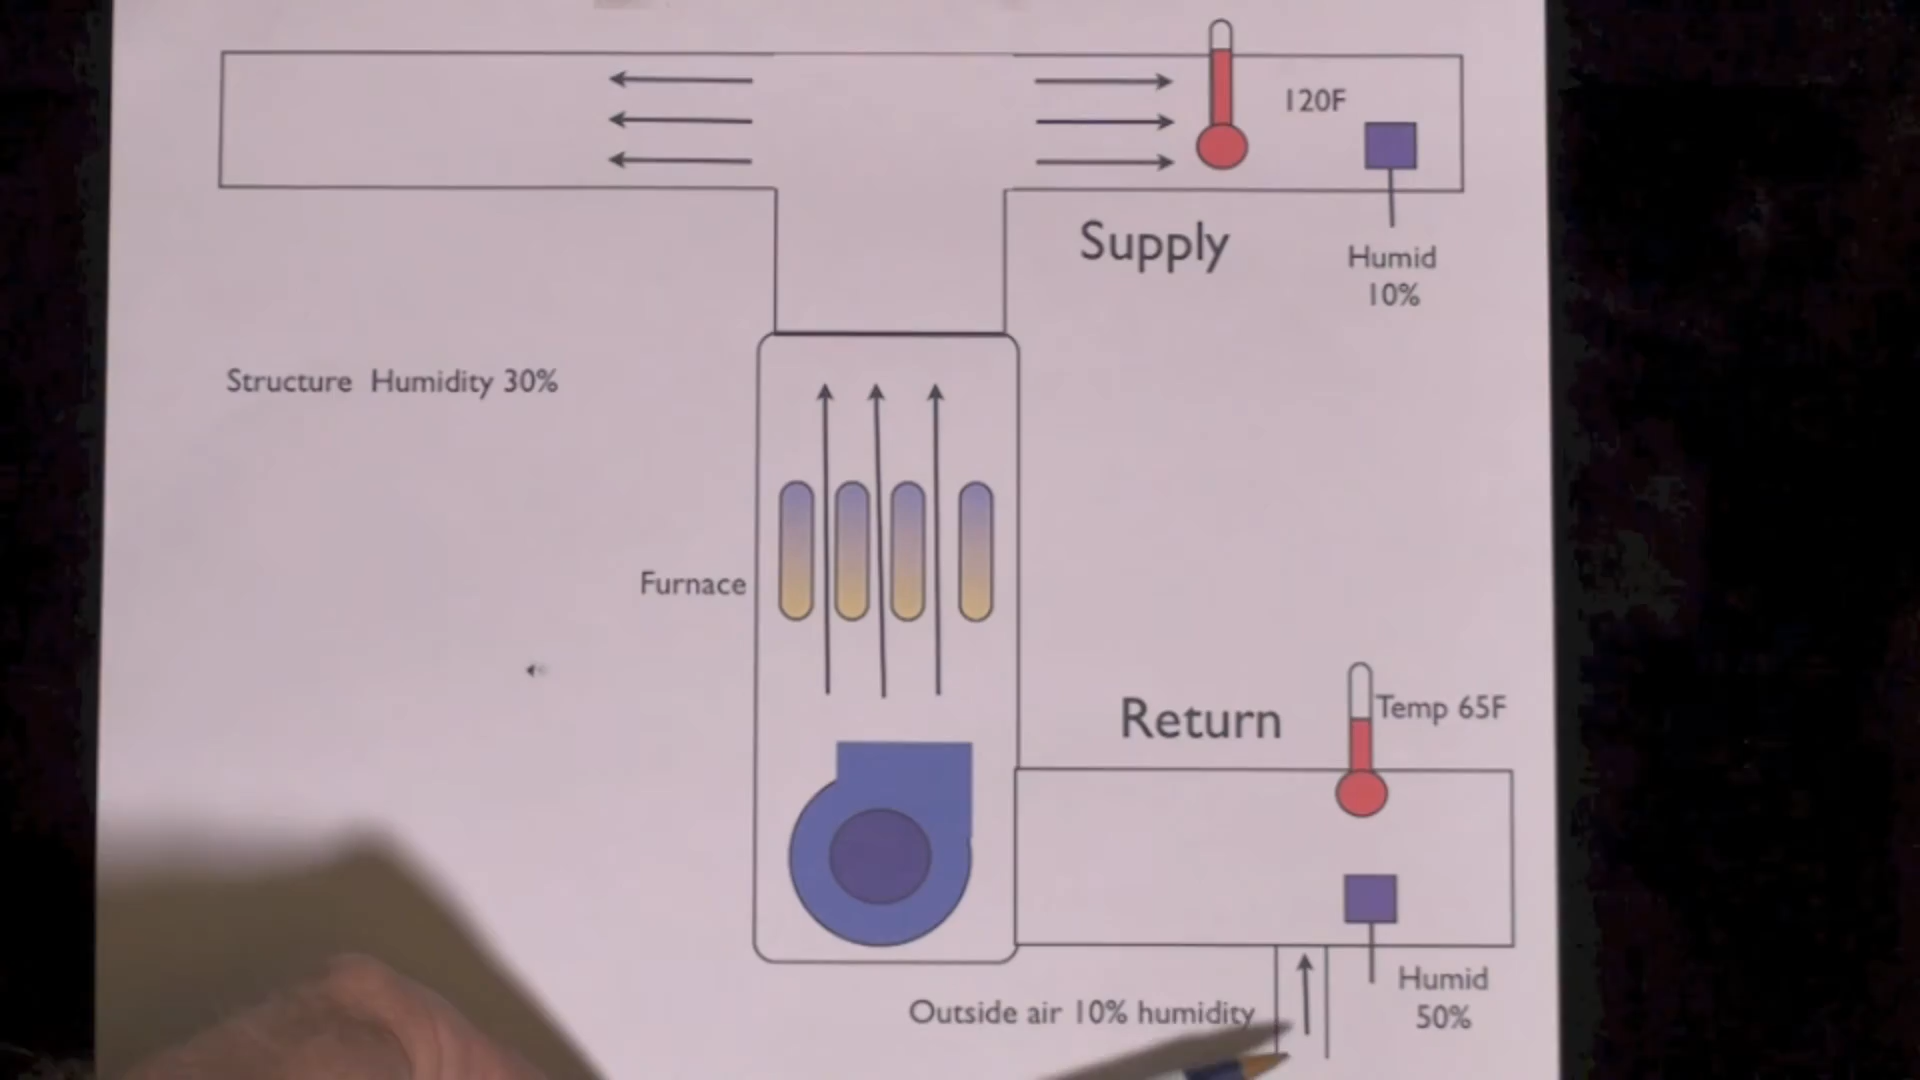 120F
Supply
Humid
10%
Structure Humidity 30%
Furnace
Return
Temp 65F
Humid
50%
Outside air 10% humidity